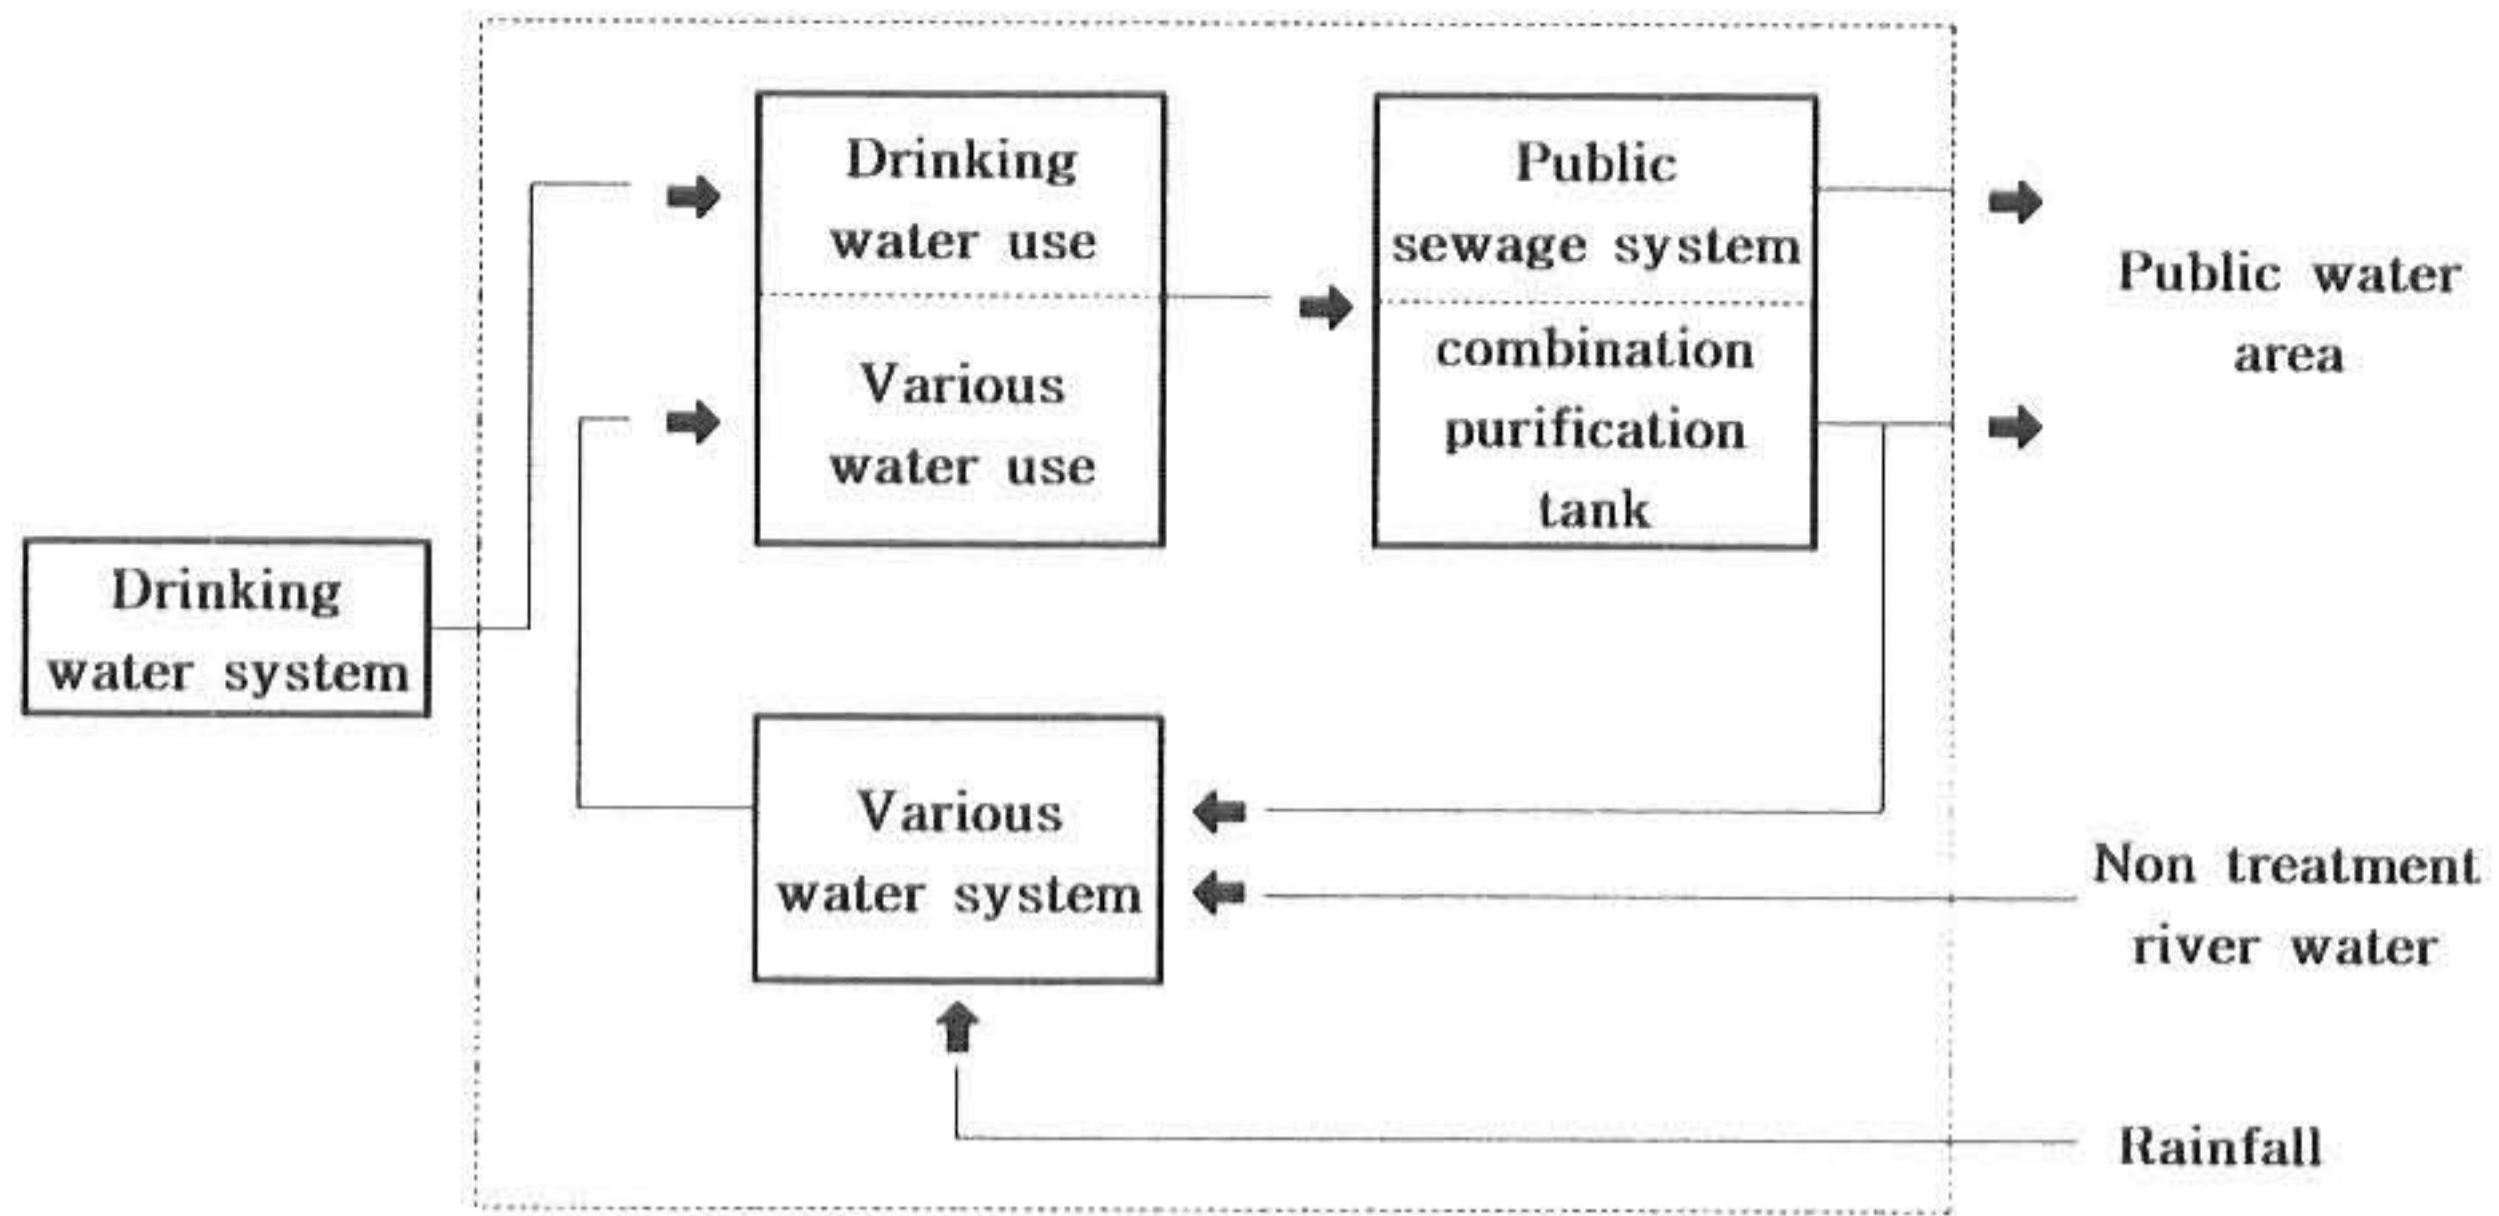 Drinking
water use
Various
water use
Public
sewage system
combination
purification
tank
Public water
area
Drinking
water system
Various
water system
Non treatment
river water
Rainfall